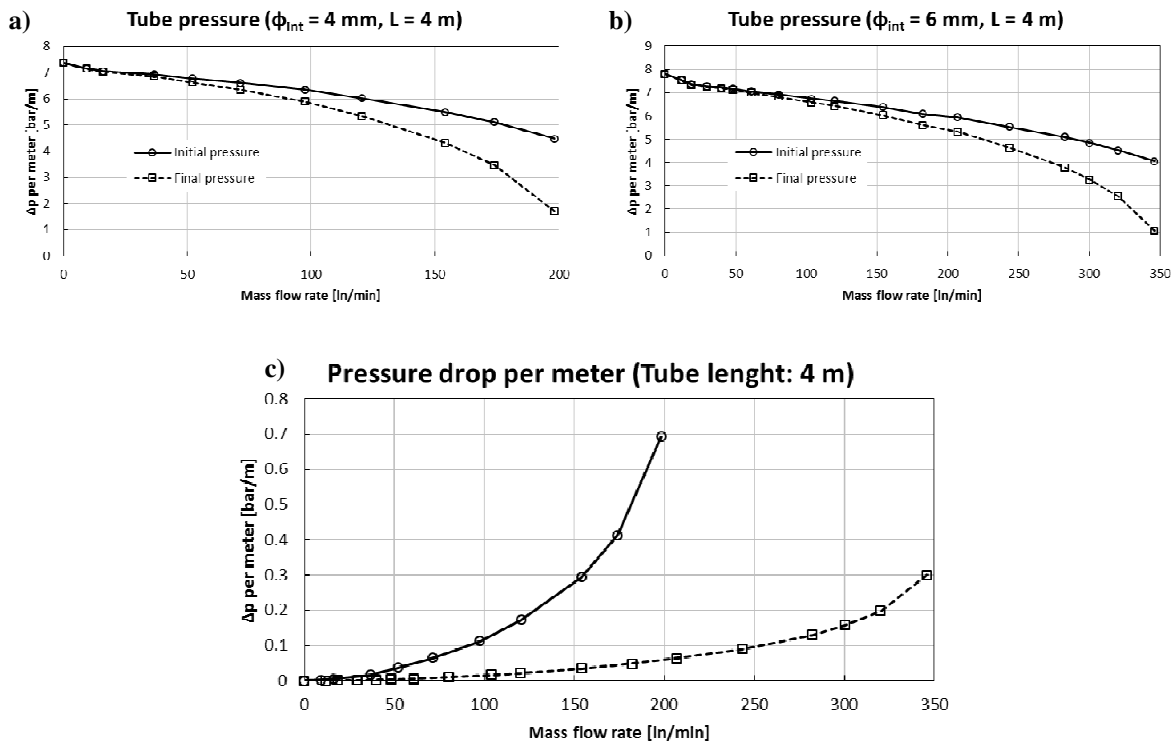 a)
Tube pressure (ϕint = 4 mm, L = 4 m)
8
7
6
5
4
3
2
1
0
Δp per meter [bar/m]
Initial pressure
Final pressure
0 50 100 150 200
Mass flow rate [ln/min]
b)
Tube pressure (ϕint = 6 mm, L = 4 m)
9
8
7
6
5
4
3
2
1
0
Δp per meter [bar/m]
Initial pressure
Final pressure
0 50 100 150 200 250 300 350
Mass flow rate [ln/min]
c)
Pressure drop per meter (Tube lenght: 4 m)
0.8
0.7
0.6
0.5
0.4
0.3
0.2
0.1
0
Δp per meter [bar/m]
0 50 100 150 200 250 300 350
Mass flow rate [ln/min]